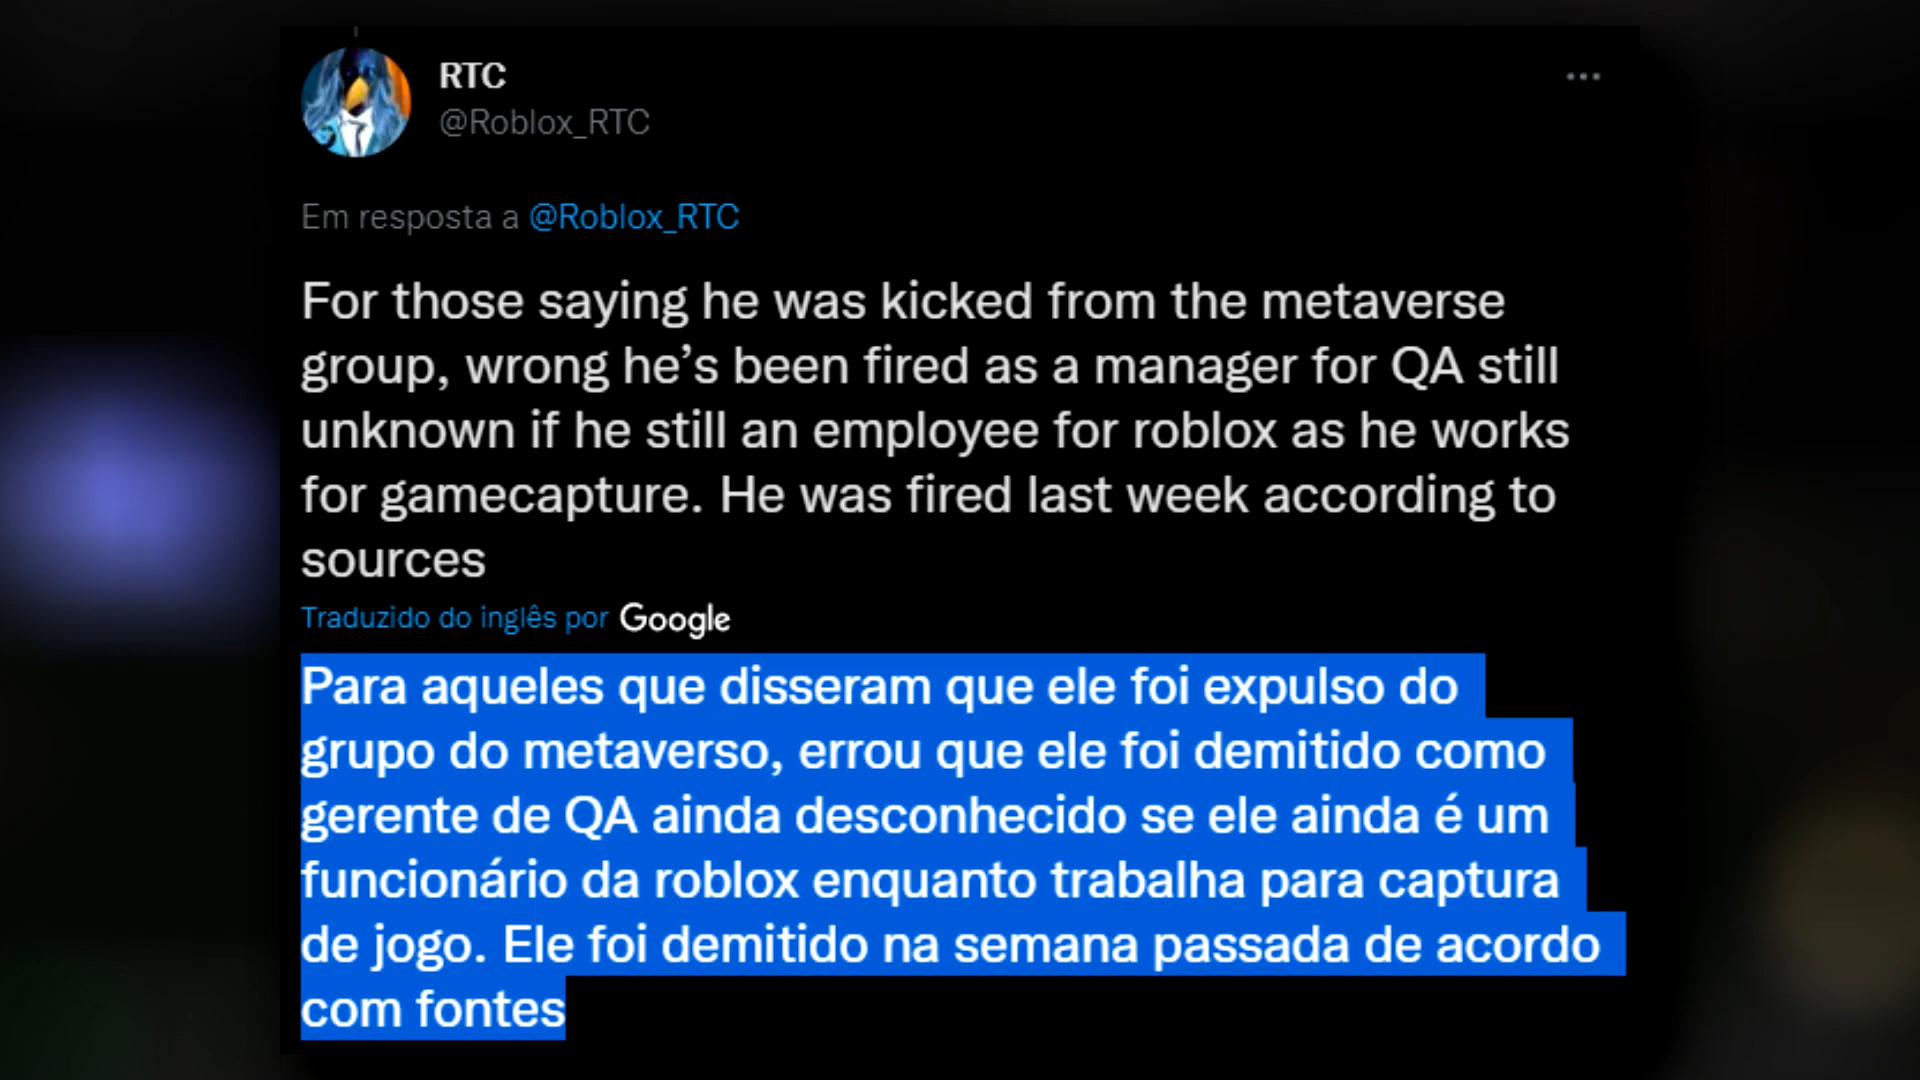 RTC
@Roblox_RTC
Em resposta a @Roblox_RTC
For those saying he was kicked from the metaverse
group, wrong he’s been fired as a manager for QA still
unknown if he still an employee for roblox as he works
for gamecapture. He was fired last week according to
sources
Traduzido do inglês por Google
Para aqueles que disseram que ele foi expulso do
grupo do metaverso, errou que ele foi demitido como
gerente de QA ainda desconhecido se ele ainda é um
funcionário da roblox enquanto trabalha para captura
de jogo. Ele foi demitido na semana passada de acordo
com fontes